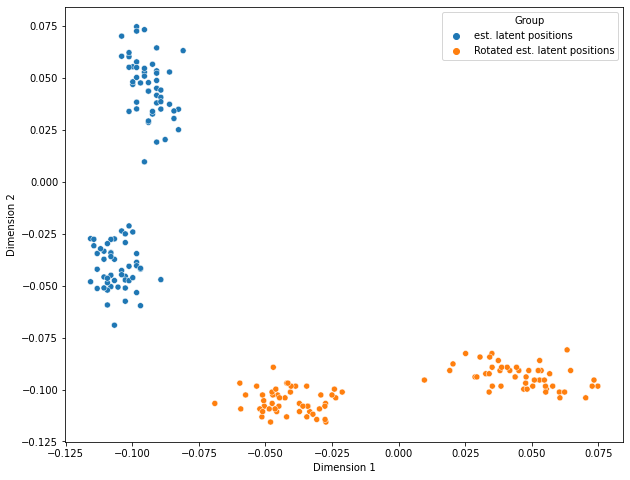 Group
est. latent positions
Rotated est. latent positions
0.075
0.050
0.025
0.000
−0.025
−0.050
−0.075
−0.100
−0.125
Dimension 2
−0.125 −0.100 −0.075 −0.050 −0.025 0.000 0.025 0.050 0.075
Dimension 1